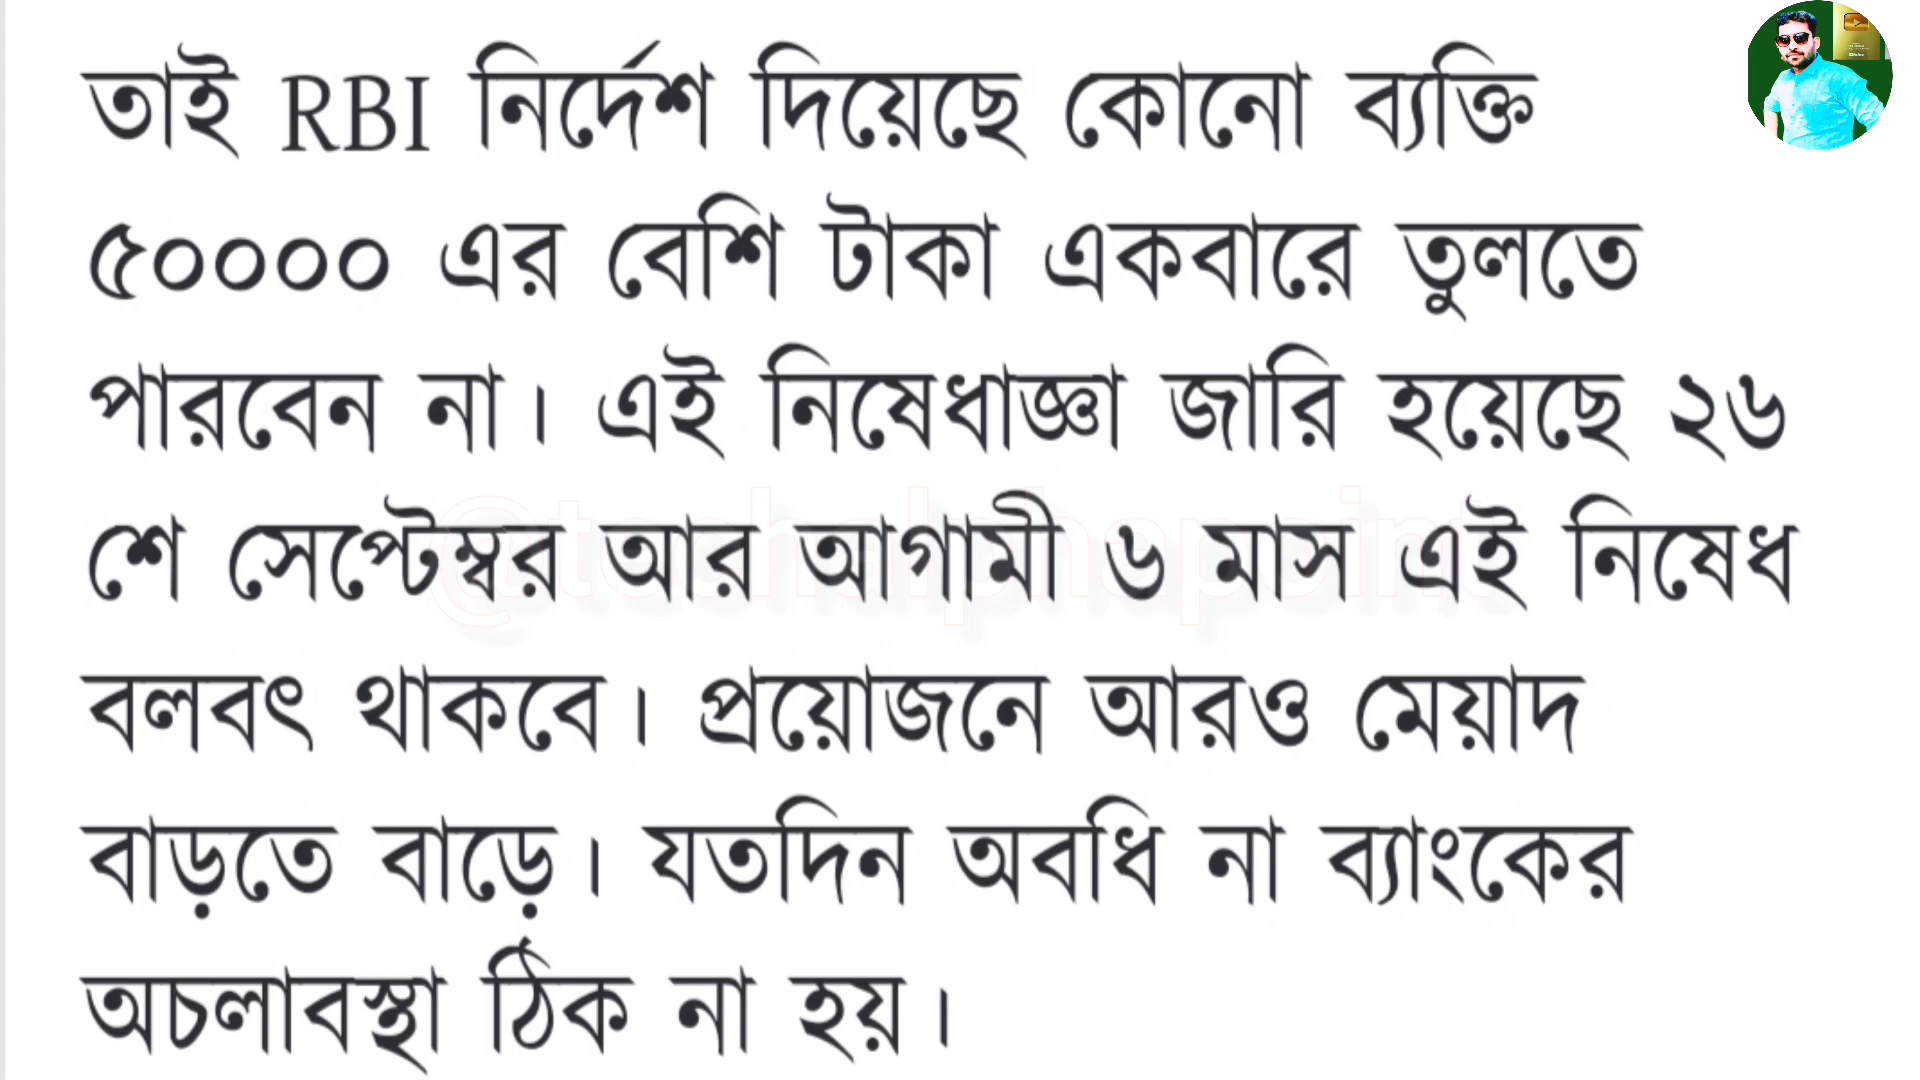 তাই RBI নির্দেশ দিয়েছে কোনো ব্যক্তি
৫০০০০ এর বেশি টাকা একবারে তুলতে
পারবেন না। এই নিষেধাজ্ঞা জারি হয়েছে ২৬
শে সেপ্টেম্বর আর আগামী ৬ মাস এই নিষেধ
@techalphapoint
বলবৎ থাকবে। প্রয়োজনে আরও মেয়াদ
বাড়তে বাড়ে। যতদিন অবধি না ব্যাংকের
অচলাবস্থা ঠিক না হয়।